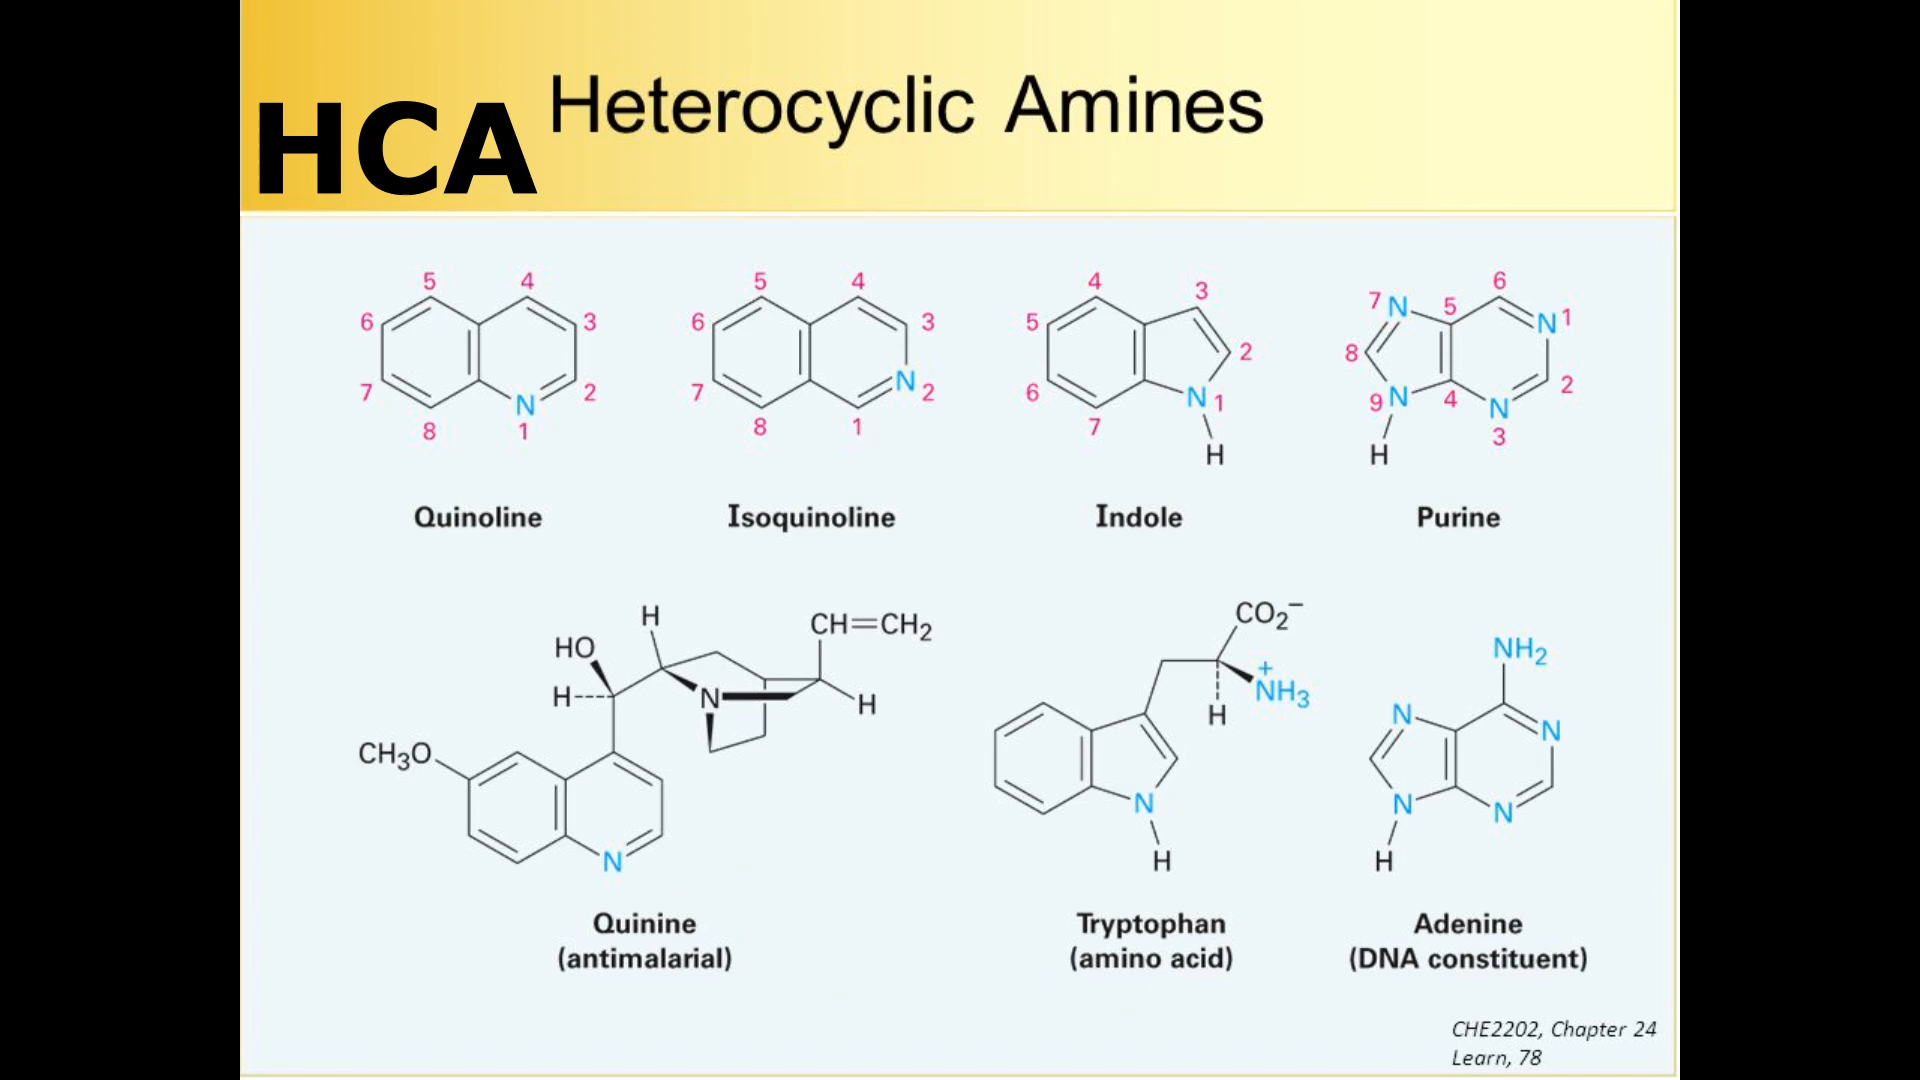 HCA Heterocyclic Amines
5 4 6 3 7 2 8 N 1
5 4 6 3 7 N 2 8 1
4 3 5 2 6 N 1 7 H
6 7 N 5 N 1 8 9 N 4 2 N 3 H
Quinoline Isoquinoline Indole Purine
H CH=CH2 HO H N H CH3O N
CO2− +NH3 H N H
NH2 N N N N H
Quinine Tryptophan Adenine
(antimalarial) (amino acid) (DNA constituent)
CHE2202, Chapter 24
Learn, 78